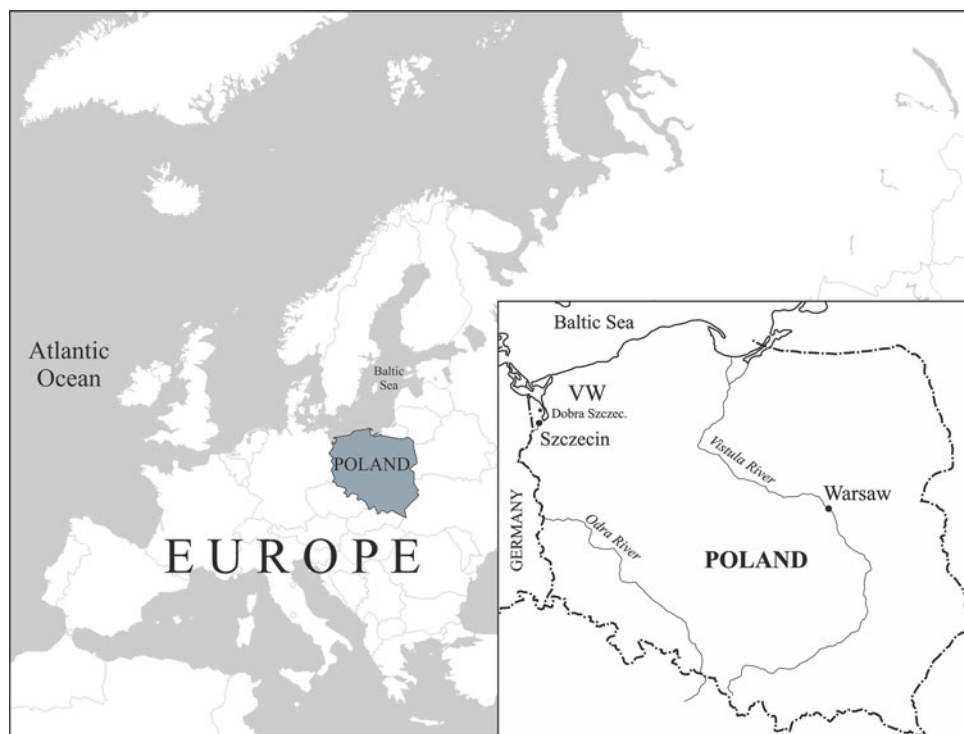 Atlantic
Ocean
Baltic
Sea
POLAND
EUROPE
Baltic Sea
VW
Dobra Szczec.
Szczecin
Vistula River
Warsaw
GERMANY
Odra River
POLAND